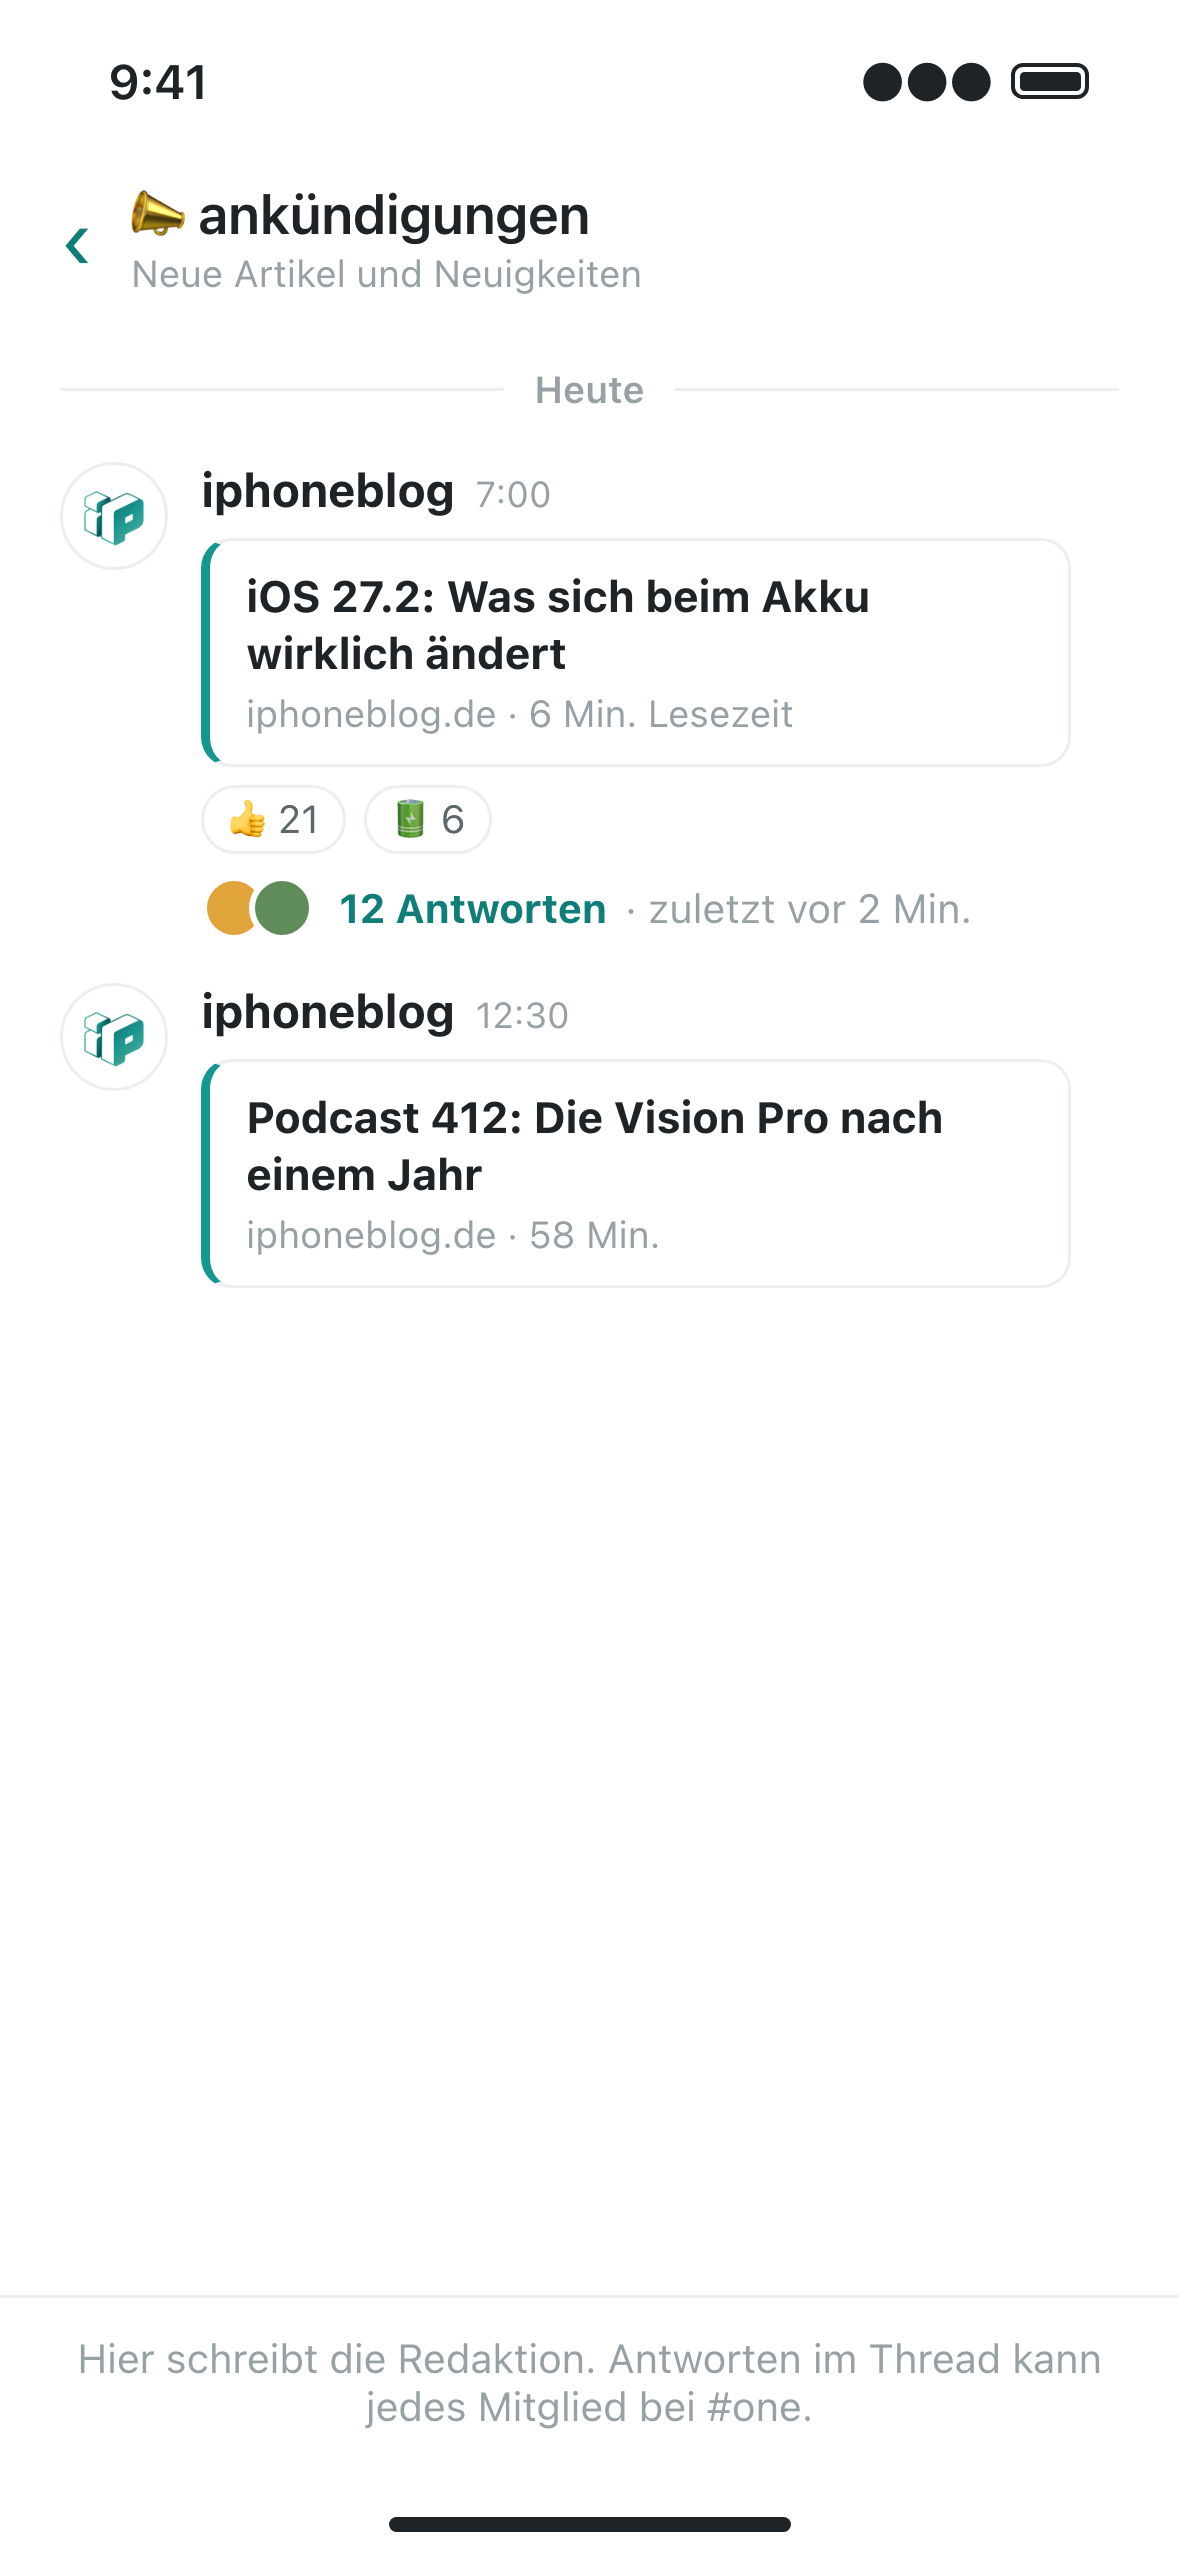 9:41
ankündigungen
Neue Artikel und Neuigkeiten
Heute
iP
iphoneblog 7:00
iOS 27.2: Was sich beim Akku
wirklich ändert
iphoneblog.de · 6 Min. Lesezeit
👍 21 🔋 6
12 Antworten · zuletzt vor 2 Min.
iP
iphoneblog 12:30
Podcast 412: Die Vision Pro nach
einem Jahr
iphoneblog.de · 58 Min.
Hier schreibt die Redaktion. Antworten im Thread kann
jedes Mitglied bei #one.